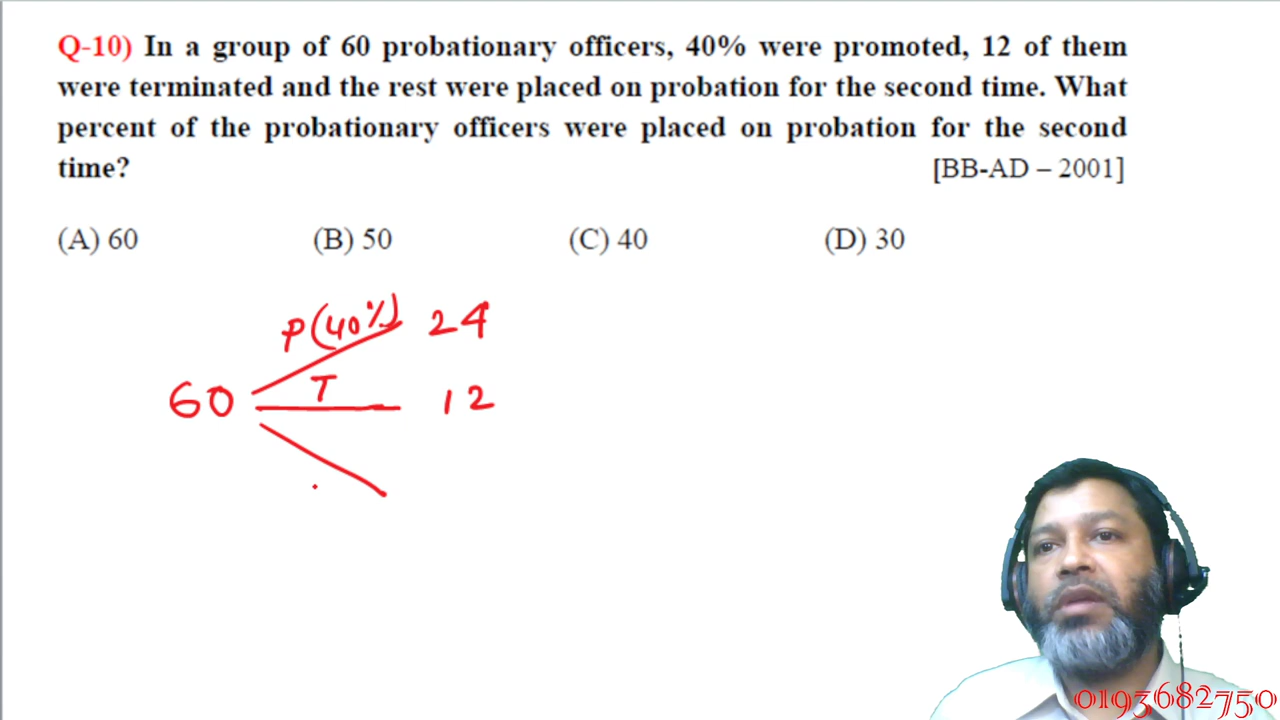 Q-10) In a group of 60 probationary officers, 40% were promoted, 12 of them
were terminated and the rest were placed on probation for the second time. What
percent of the probationary officers were placed on probation for the second
time? [BB-AD – 2001]
(A) 60 (B) 50 (C) 40 (D) 30
P(40%) 24
60 T 12
0193682750